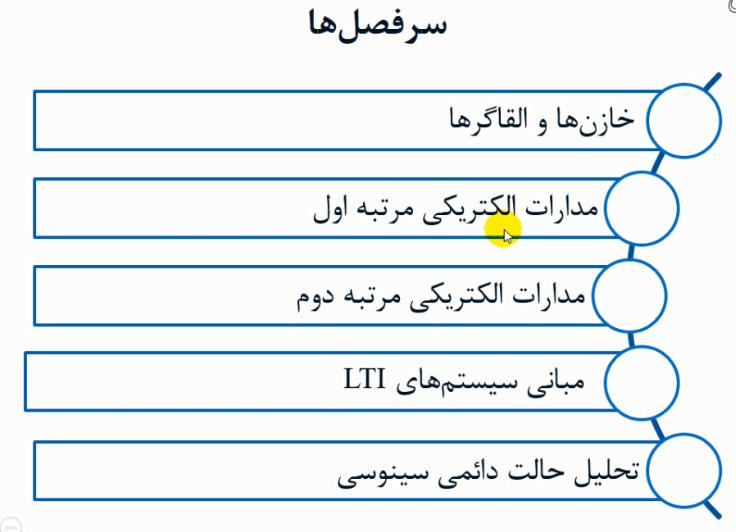 سرفصل‌ها
خازن‌ها و القاگرها
مدارات الکتریکی مرتبه اول
مدارات الکتریکی مرتبه دوم
مبانی سیستم‌های LTI
تحلیل حالت دائمی سینوسی